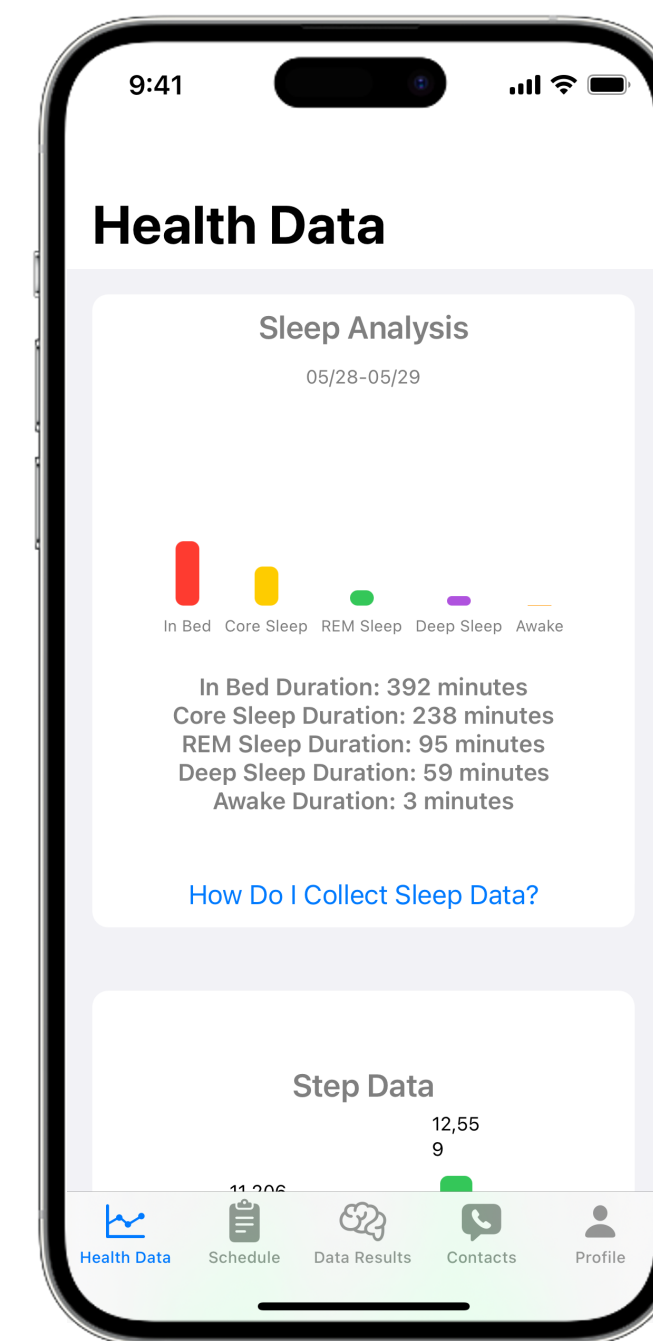 9:41
Health Data
Sleep Analysis
05/28-05/29
In Bed Core Sleep REM Sleep Deep Sleep Awake
In Bed Duration: 392 minutes
Core Sleep Duration: 238 minutes
REM Sleep Duration: 95 minutes
Deep Sleep Duration: 59 minutes
Awake Duration: 3 minutes
How Do I Collect Sleep Data?
Step Data
12,55
9
11,206
Health Data Schedule Data Results Contacts Profile